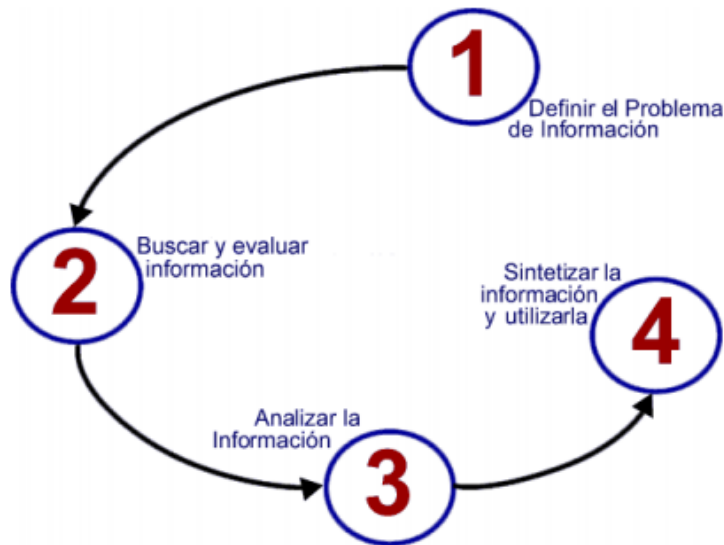 1
Definir el Problema
de Información
2
Buscar y evaluar
información
Analizar la
Información
3
Sintetizar la
información
y utilizarla
4